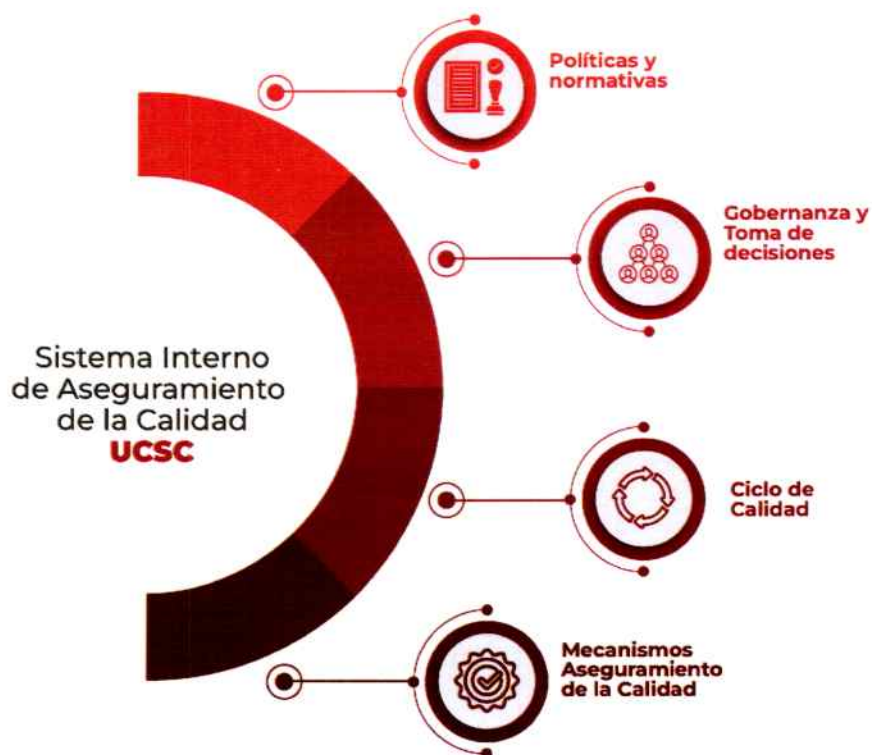 Políticas y
normativas
Gobernanza y
Toma de
decisiones
Sistema Interno
de Aseguramiento
de la Calidad
UCSC
Ciclo de
Calidad
Mecanismos
Aseguramiento
de la Calidad